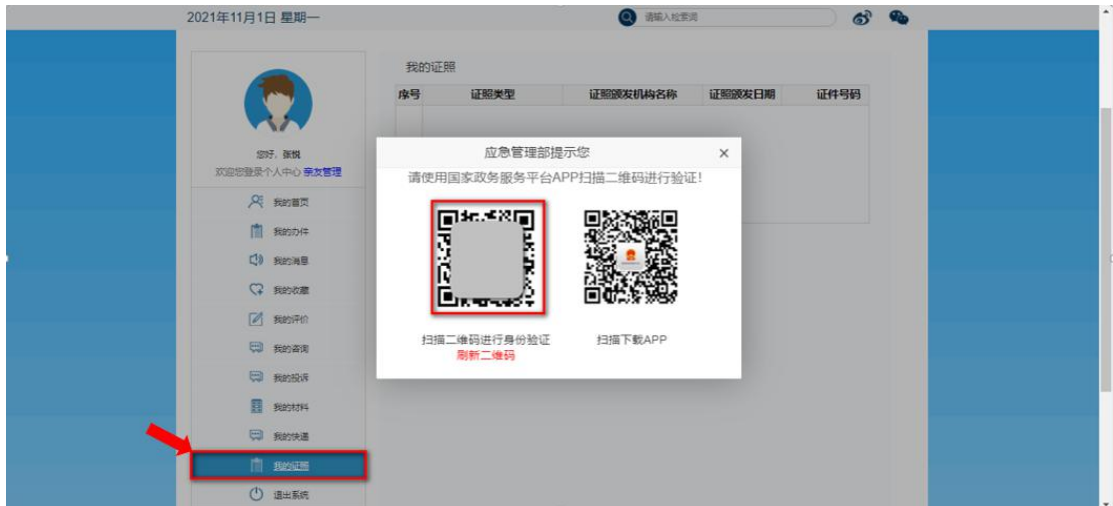 2021年11月1日 星期一
请输入检索词
我的证照
序号 证照类型 证照颁发机构名称 证照颁发日期 证件号码
您好，张悦
欢迎您登录个人中心 亲友管理
应急管理部提示您 ×
请使用国家政务服务平台APP扫描二维码进行验证！
扫描二维码进行身份验证 扫描下载APP
刷新二维码
我的首页
我的办件
我的消息
我的收藏
我的评价
我的咨询
我的投诉
我的材料
我的快递
我的证照
退出系统